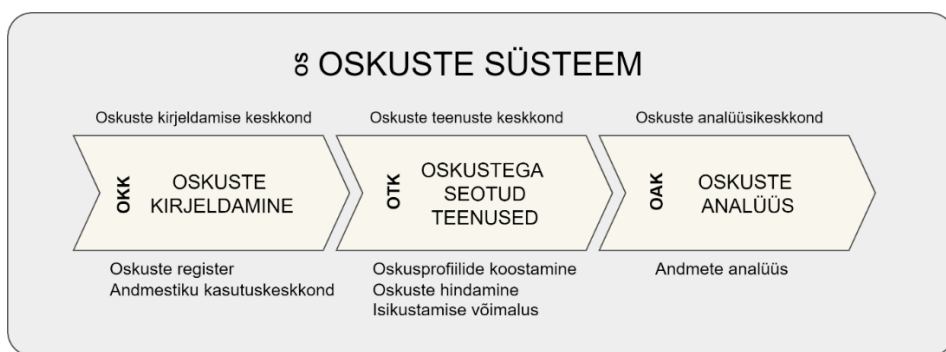 OS OSKUSTE SÜSTEEM
Oskuste kirjeldamise keskkond
OKK
OSKUSTE
KIRJELDAMINE
Oskuste register
Andmestiku kasutuskeskkond
Oskuste teenuste keskkond
OTK
OSKUSTEGA
SEOTUD
TEENUSED
Oskusprofiilide koostamine
Oskuste hindamine
Isikustamise võimalus
Oskuste analüüsikeskkond
OAK
OSKUSTE
ANALÜÜS
Andmete analüüs